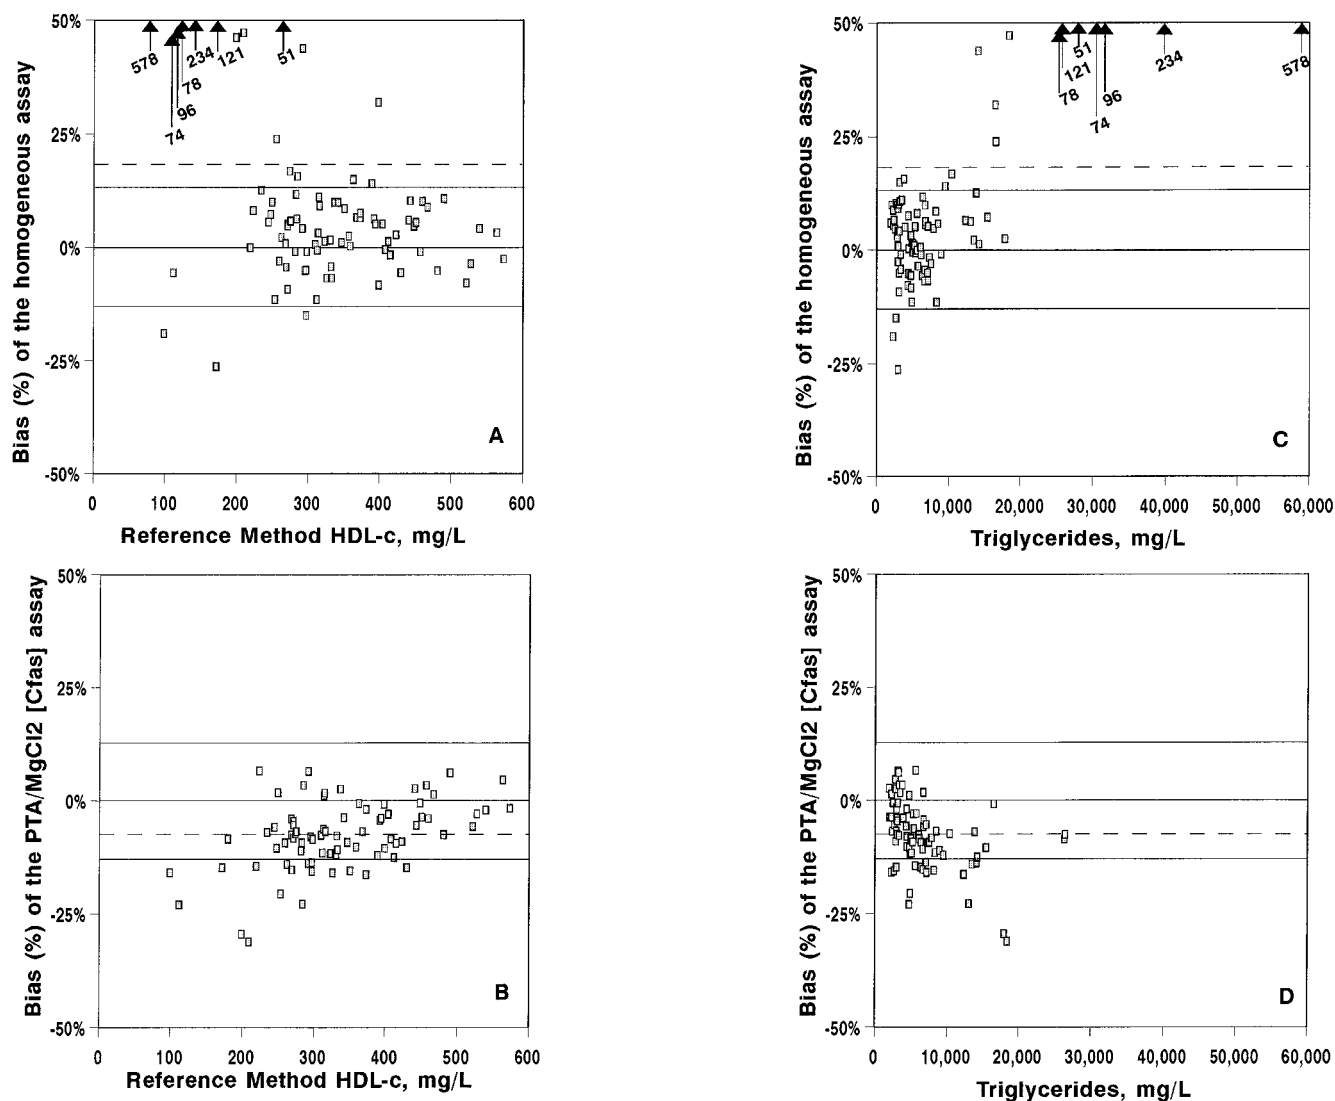 Bias (%) of the homogeneous assay
50%
25%
0%
-25%
-50%
578
74
96
78
234
121
51
A
0 100 200 300 400 500 600
Reference Method HDL-c, mg/L
Bias (%) of the homogeneous assay
50%
25%
0%
-25%
-50%
78
121
51
74
96
234
578
C
0 10,000 20,000 30,000 40,000 50,000 60,000
Triglycerides, mg/L
Bias (%) of the PTA/MgCl2 [Cfas] assay
50%
25%
0%
-25%
-50%
B
0 100 200 300 400 500 600
Reference Method HDL-c, mg/L
Bias (%) of the PTA/MgCl2 [Cfas] assay
50%
25%
0%
-25%
-50%
D
0 10,000 20,000 30,000 40,000 50,000 60,000
Triglycerides, mg/L